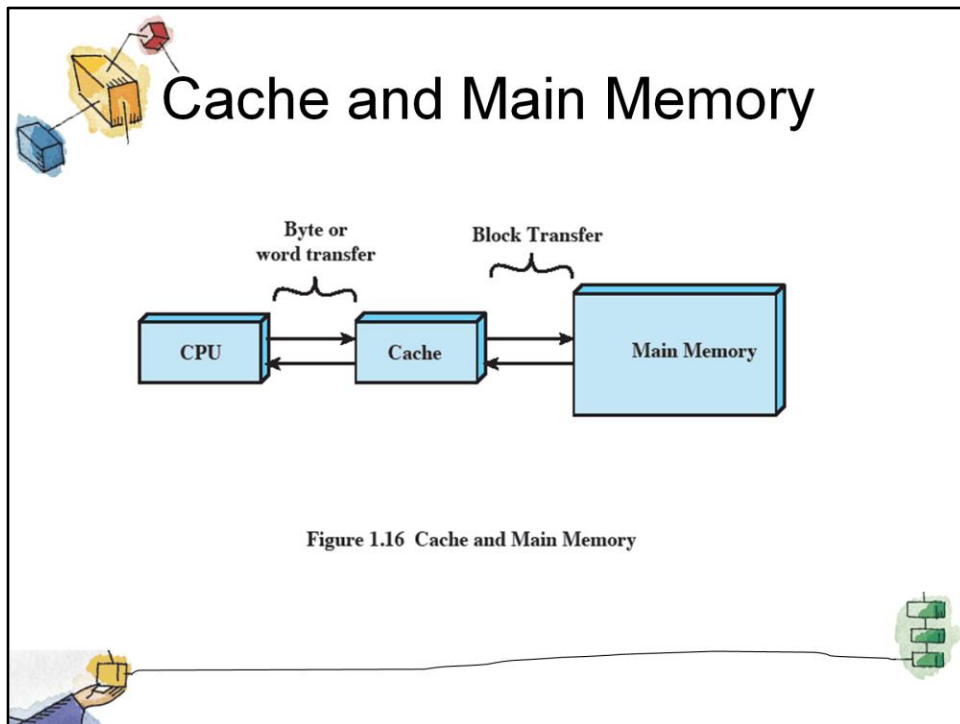 Cache and Main Memory
Byte or
word transfer
Block Transfer
CPU
Cache
Main Memory
Figure 1.16 Cache and Main Memory